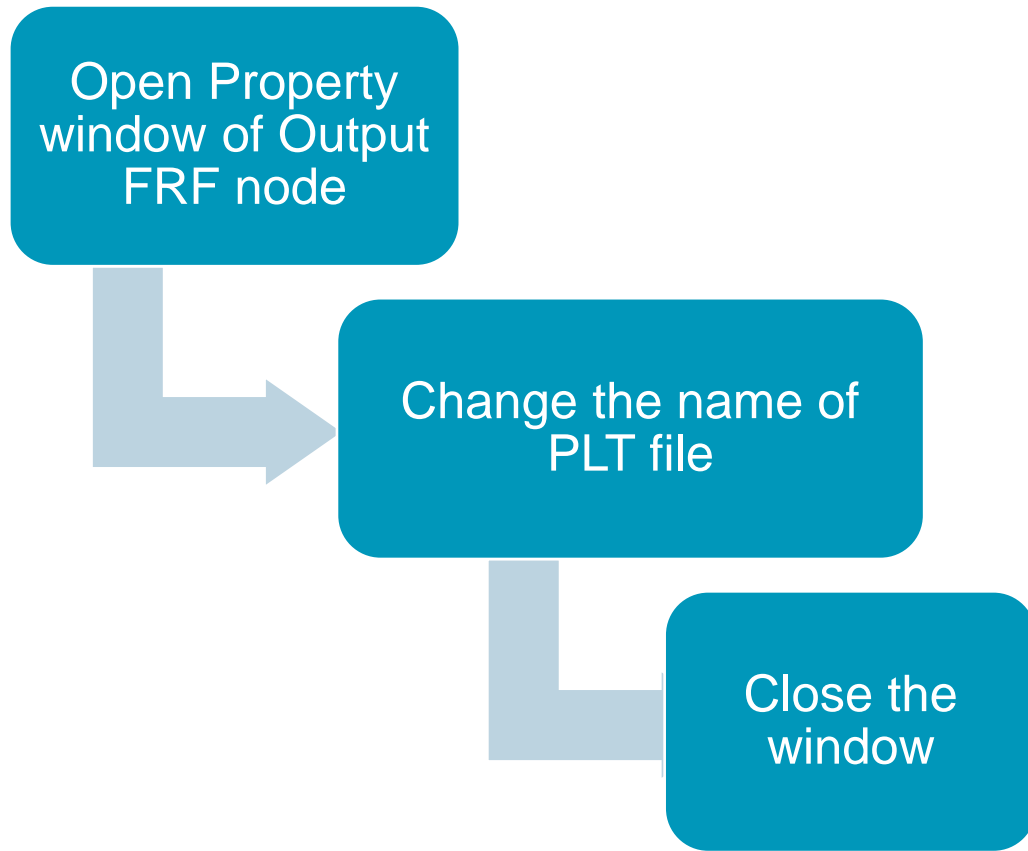 Open Property
window of Output
FRF node
Change the name of
PLT file
Close the
window